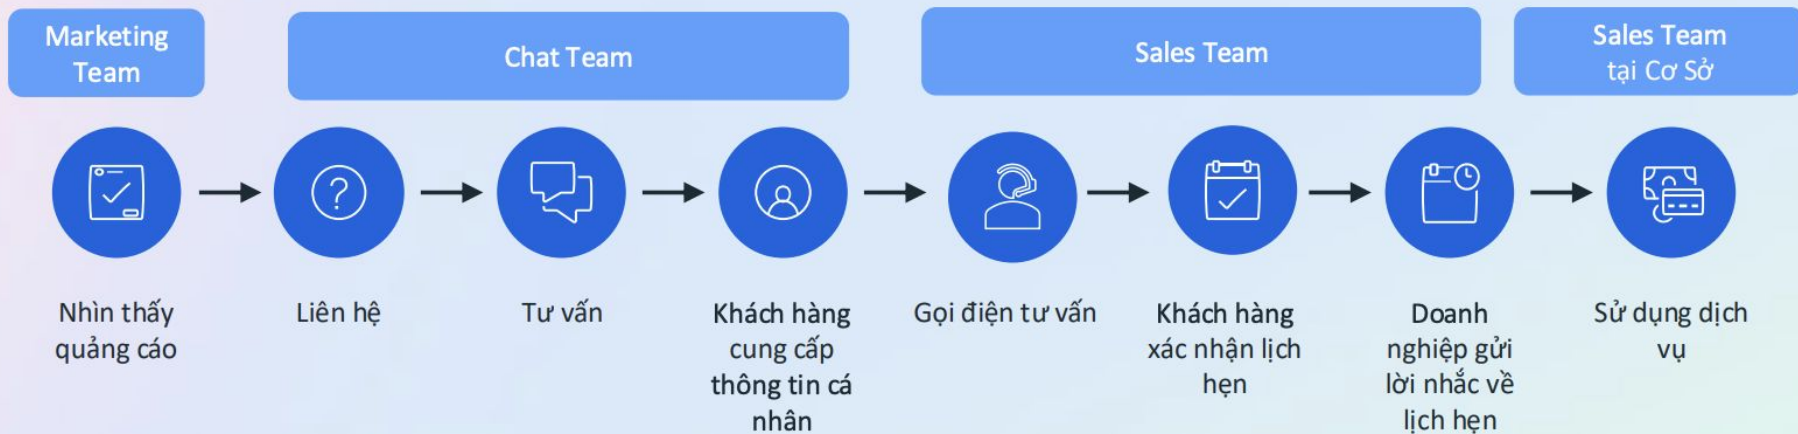 Marketing
Team
Chat Team
Sales Team
Sales Team
tại Cơ Sở
Nhìn thấy
quảng cáo
Liên hệ
Tư vấn
Khách hàng
cung cấp
thông tin cá
nhân
Gọi điện tư vấn
Khách hàng
xác nhận lịch
hẹn
Doanh
nghiệp gửi
lời nhắc về
lịch hẹn
Sử dụng dịch
vụ